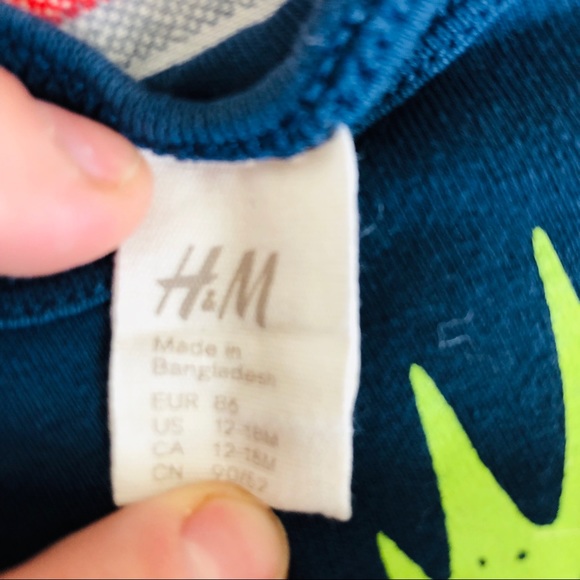 H&M
Made in
Bangladesh
EUR 86
US 12-18M
CA 12-18M
CN 90/52